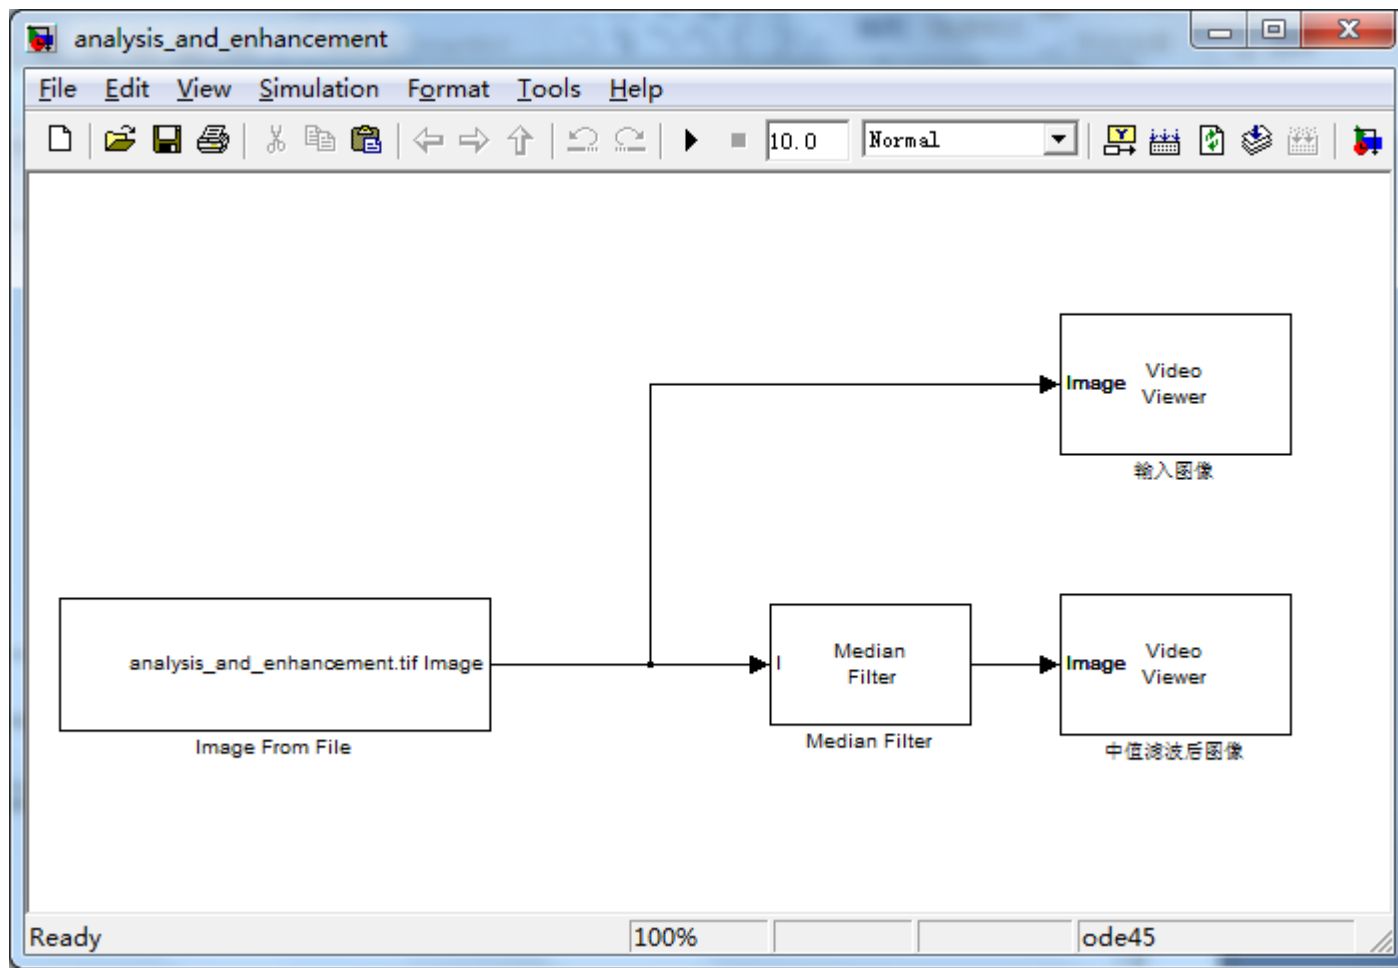 analysis_and_enhancement
File Edit View Simulation Format Tools Help
10.0 Normal
Image Video
Viewer
输入图像
analysis_and_enhancement.tif Image
Image From File
I Median
Filter
Median Filter
Image Video
Viewer
中值滤波后图像
Ready 100% ode45